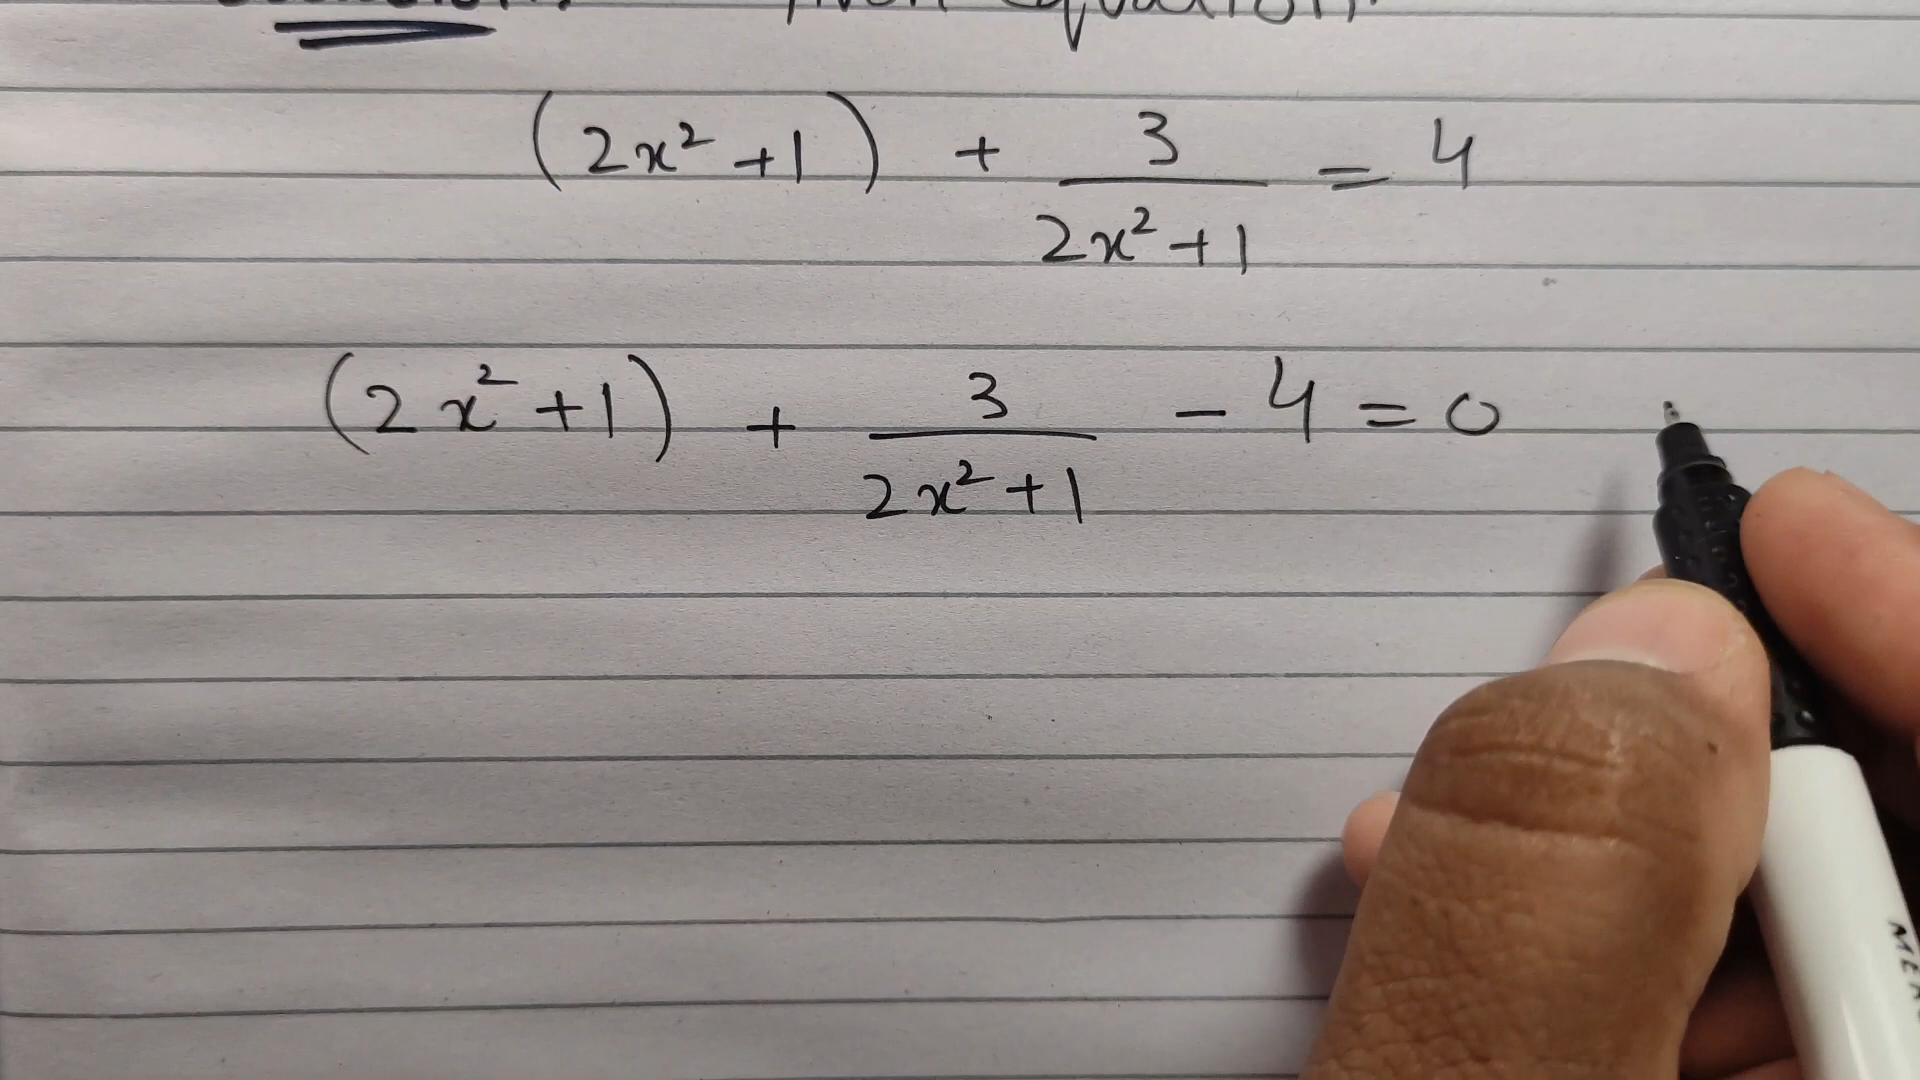 (2x² + 1) + 3/(2x² + 1) = 4
(2x² + 1) + 3/(2x² + 1) - 4 = 0